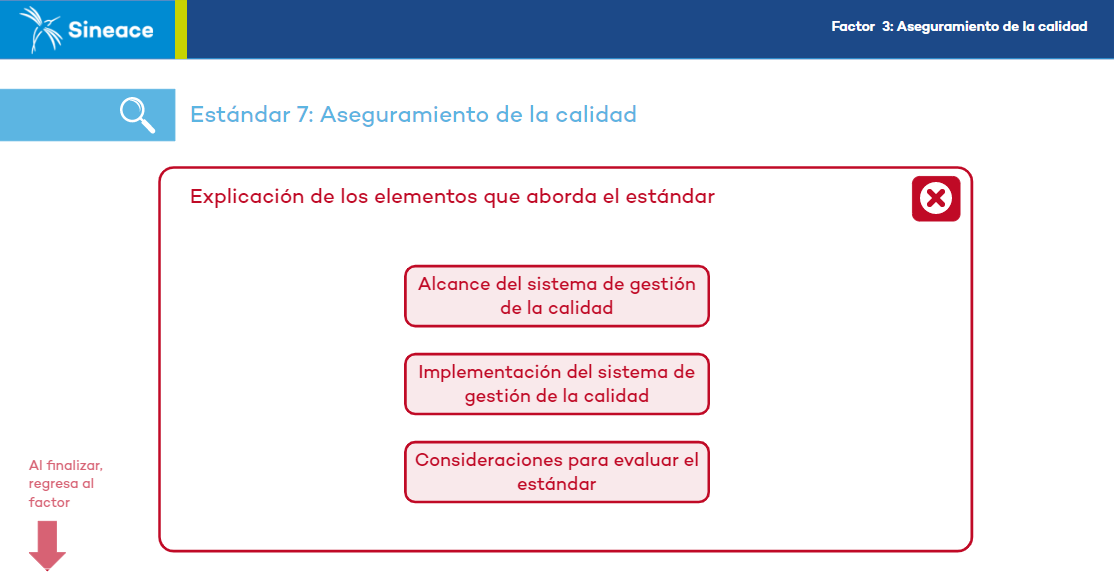 Sineace
Factor 3: Aseguramiento de la calidad
Estándar 7: Aseguramiento de la calidad
Explicación de los elementos que aborda el estándar
Alcance del sistema de gestión
de la calidad
Implementación del sistema de
gestión de la calidad
Consideraciones para evaluar el
estándar
Al finalizar,
regresa al
factor